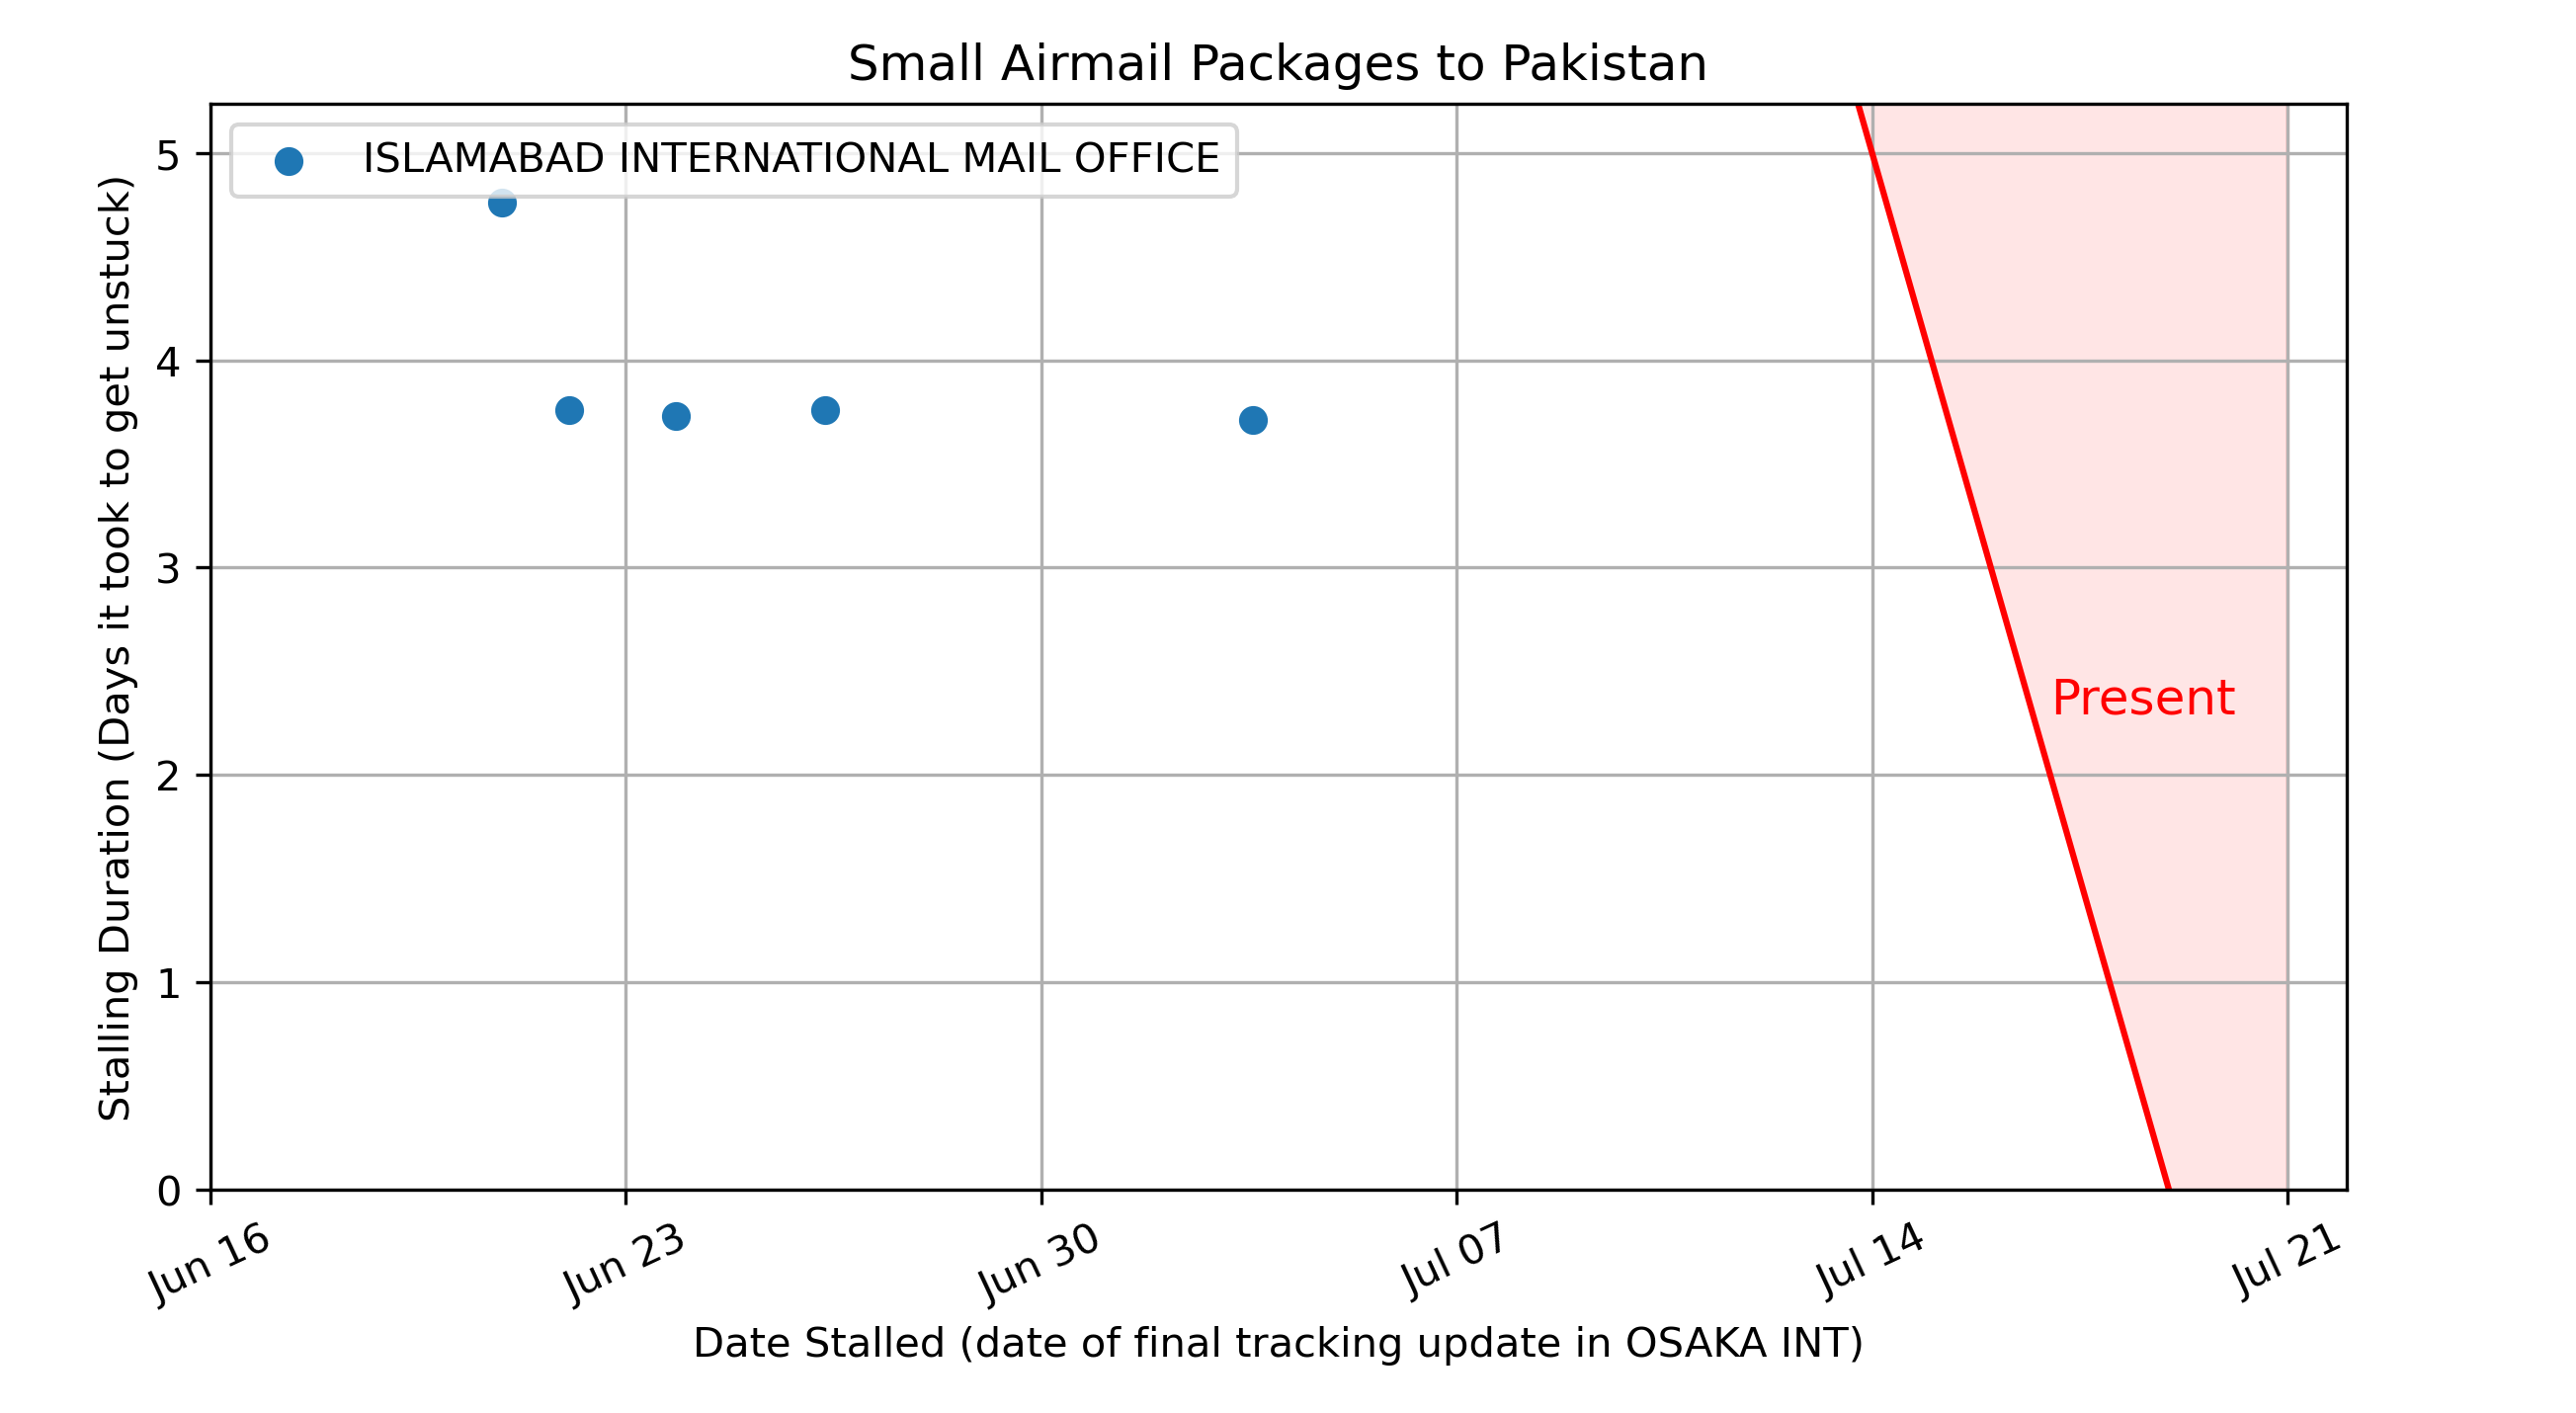 Small Airmail Packages to Pakistan
ISLAMABAD INTERNATIONAL MAIL OFFICE
Stalling Duration (Days it took to get unstuck)
5
4
3
2
1
0
Present
Jun 16
Jun 23
Jun 30
Jul 07
Jul 14
Jul 21
Date Stalled (date of final tracking update in OSAKA INT)